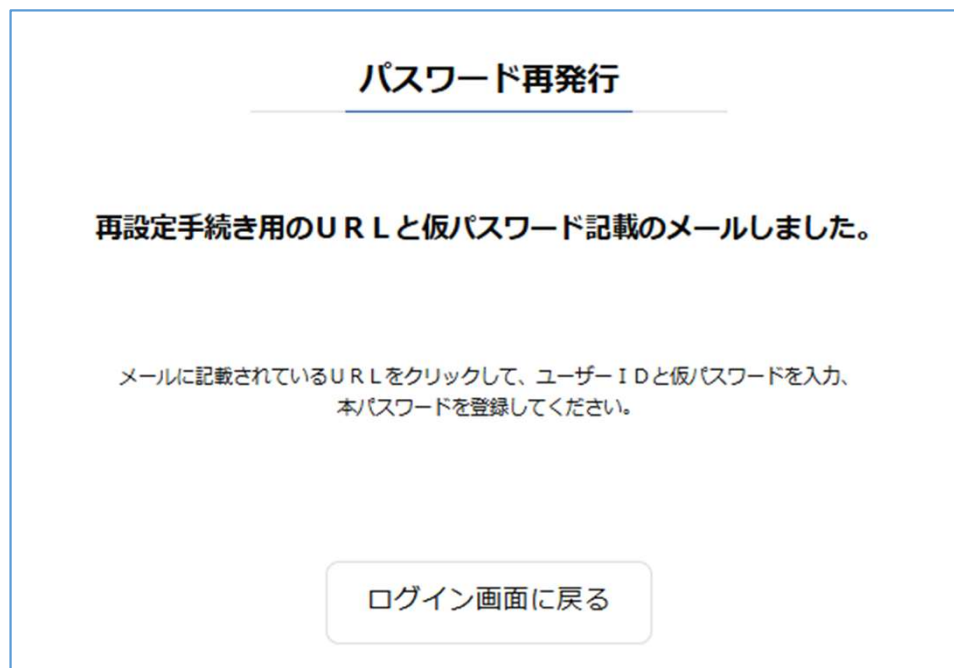 パスワード再発行
再設定手続き用のＵＲＬと仮パスワード記載のメールしました。
メールに記載されているＵＲＬをクリックして、ユーザーＩＤと仮パスワードを入力、
本パスワードを登録してください。
ログイン画面に戻る